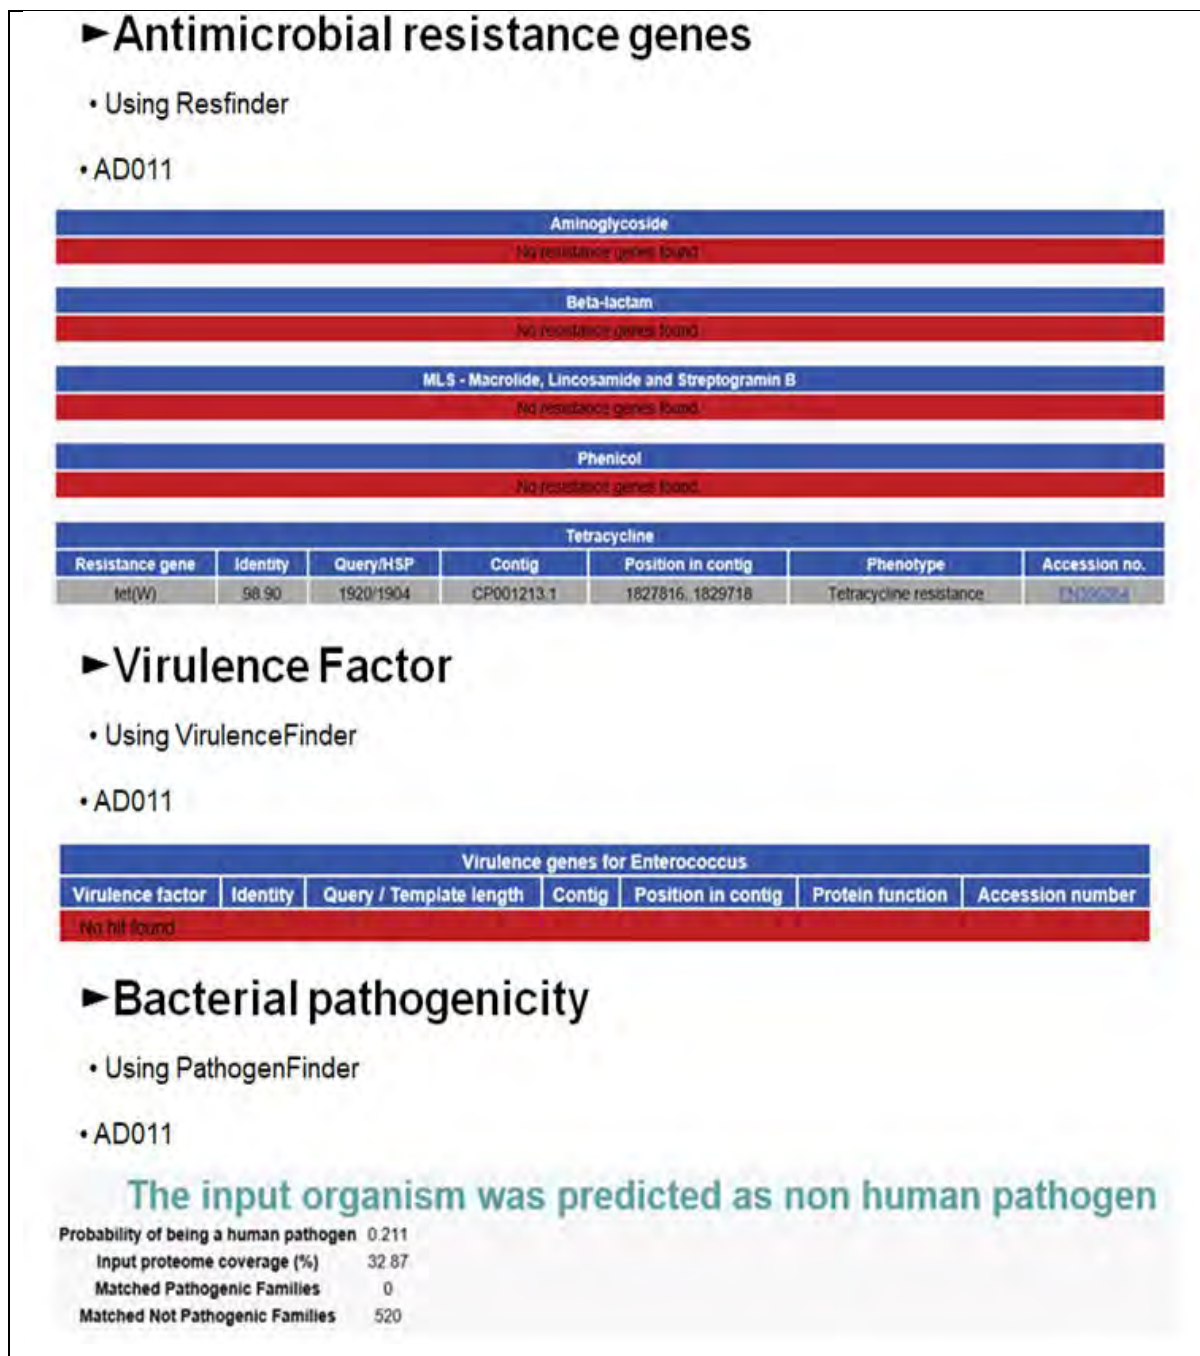 ►Antimicrobial resistance genes
• Using Resfinder
• AD011
Aminoglycoside
No resistance genes found.
Beta-lactam
No resistance genes found.
MLS - Macrolide, Lincosamide and Streptogramin B
No resistance genes found.
Phenicol
No resistance genes found.
Tetracycline
Resistance gene Identity Query/HSP Contig Position in contig Phenotype Accession no.
tet(W) 98.90 1920/1904 CP001213.1 1827816..1829718 Tetracycline resistance
►Virulence Factor
• Using VirulenceFinder
• AD011
Virulence genes for Enterococcus
Virulence factor Identity Query / Template length Contig Position in contig Protein function Accession number
No hit found
►Bacterial pathogenicity
• Using PathogenFinder
• AD011
The input organism was predicted as non human pathogen
Probability of being a human pathogen 0.211
Input proteome coverage (%) 32.87
Matched Pathogenic Families 0
Matched Not Pathogenic Families 520